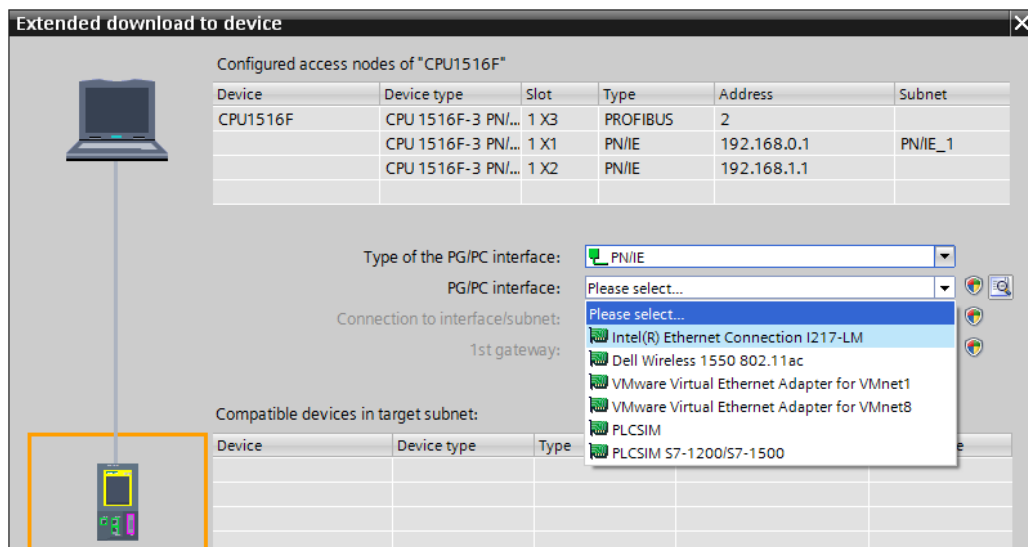 Extended download to device
Configured access nodes of "CPU1516F"
Device Device type Slot Type Address Subnet
CPU1516F CPU 1516F-3 PN/... 1 X3 PROFIBUS 2
CPU 1516F-3 PN/... 1 X1 PN/IE 192.168.0.1 PN/IE_1
CPU 1516F-3 PN/... 1 X2 PN/IE 192.168.1.1
Type of the PG/PC interface: PN/IE
PG/PC interface: Please select...
Please select...
Connection to interface/subnet:
Intel(R) Ethernet Connection I217-LM
1st gateway:
Dell Wireless 1550 802.11ac
VMware Virtual Ethernet Adapter for VMnet1
VMware Virtual Ethernet Adapter for VMnet8
Compatible devices in target subnet:
PLCSIM
PLCSIM S7-1200/S7-1500
Device Device type Type